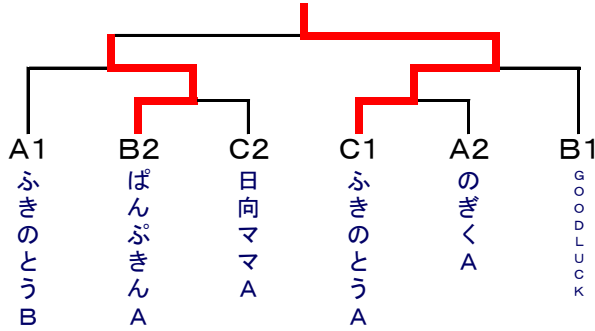 A1
B2
C2
C1
A2
B1
ふきのとうB
ぱんぷきんA
日向ママA
ふきのとうA
のぎくA
GOODLUCK